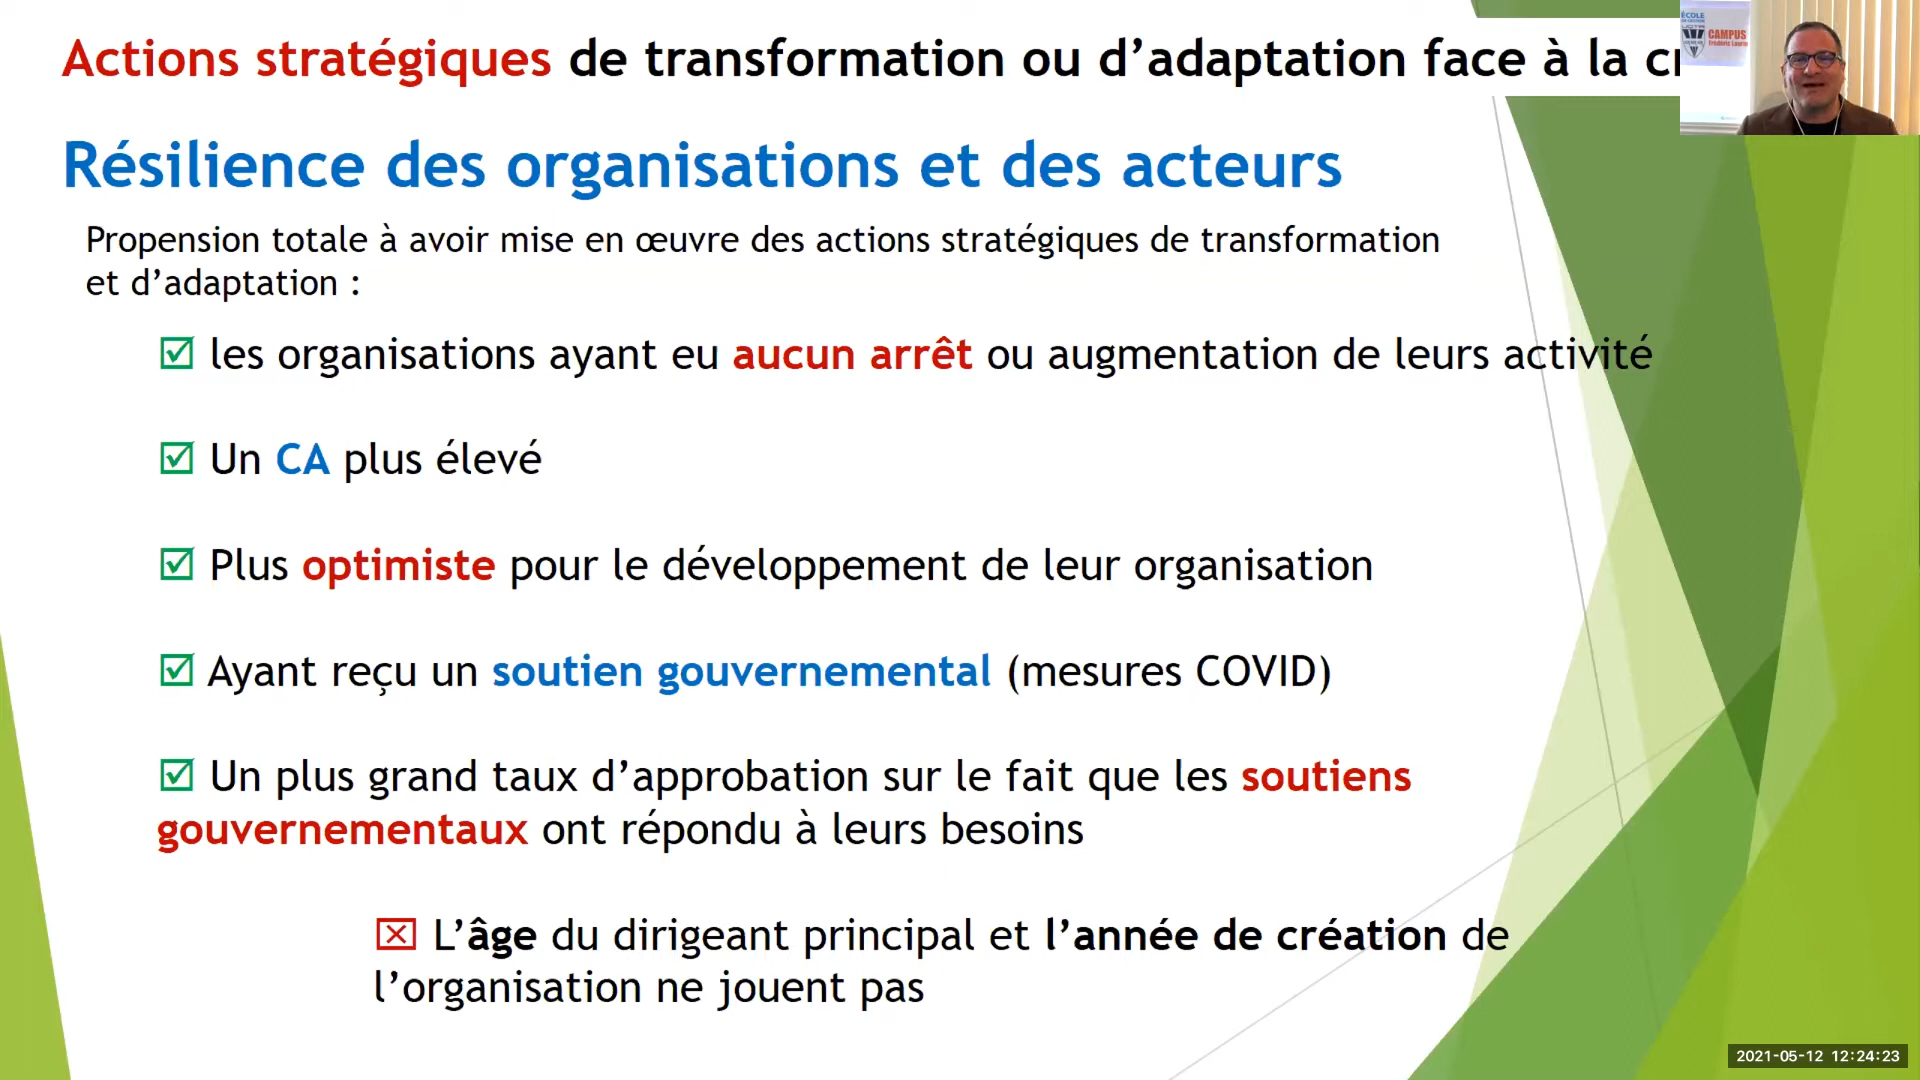 Actions stratégiques de transformation ou d’adaptation face à la
Résilience des organisations et des acteurs
Propension totale à avoir mise en œuvre des actions stratégiques de transformation
et d’adaptation :
☑ les organisations ayant eu aucun arrêt ou augmentation de leurs activité
☑ Un CA plus élevé
☑ Plus optimiste pour le développement de leur organisation
☑ Ayant reçu un soutien gouvernemental (mesures COVID)
☑ Un plus grand taux d’approbation sur le fait que les soutiens
gouvernementaux ont répondu à leurs besoins
☒ L’âge du dirigeant principal et l’année de création de
l’organisation ne jouent pas
ÉCOLE
CAMPUS
2021-05-12 12:24:23